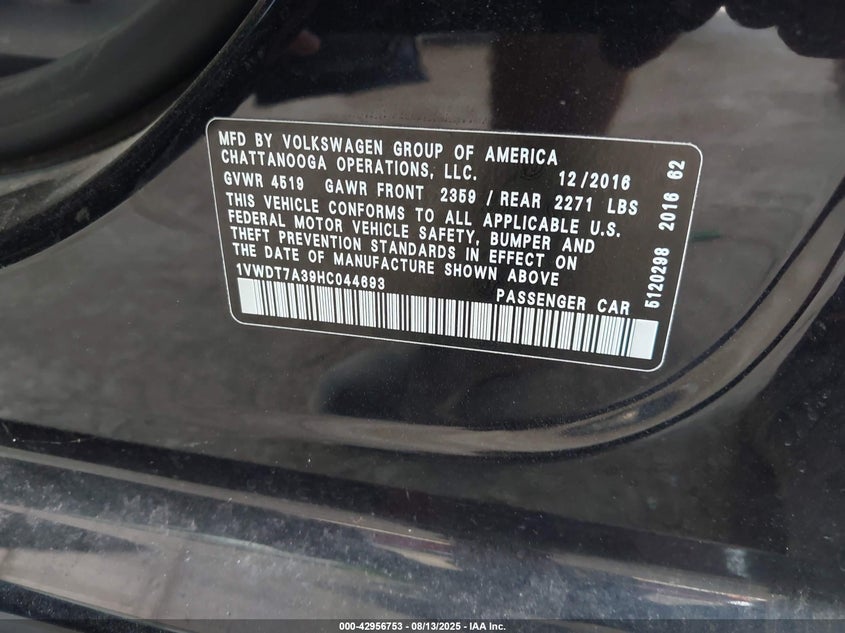 MFD BY VOLKSWAGEN GROUP OF AMERICA
CHATTANOOGA OPERATIONS, LLC. 12/2016
GVWR 4519 GAWR FRONT 2359 / REAR 2271 LBS
THIS VEHICLE CONFORMS TO ALL APPLICABLE U.S.
FEDERAL MOTOR VEHICLE SAFETY, BUMPER AND
THEFT PREVENTION STANDARDS IN EFFECT ON
THE DATE OF MANUFACTURE SHOWN ABOVE
1VWDT7A39HC044693 PASSENGER CAR
5120298 2016 62
000-42956753 - 08/13/2025 - IAA Inc.